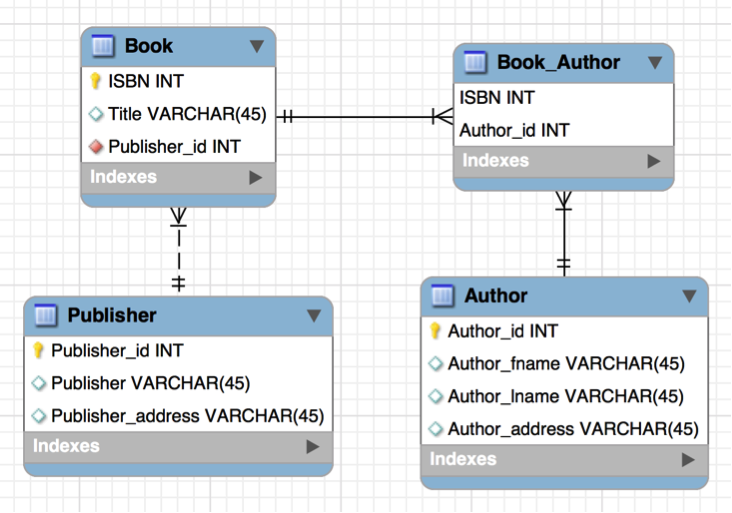 Book
ISBN INT
Title VARCHAR(45)
Publisher_id INT
Indexes
Book_Author
ISBN INT
Author_id INT
Indexes
Publisher
Publisher_id INT
Publisher VARCHAR(45)
Publisher_address VARCHAR(45)
Indexes
Author
Author_id INT
Author_fname VARCHAR(45)
Author_lname VARCHAR(45)
Author_address VARCHAR(45)
Indexes